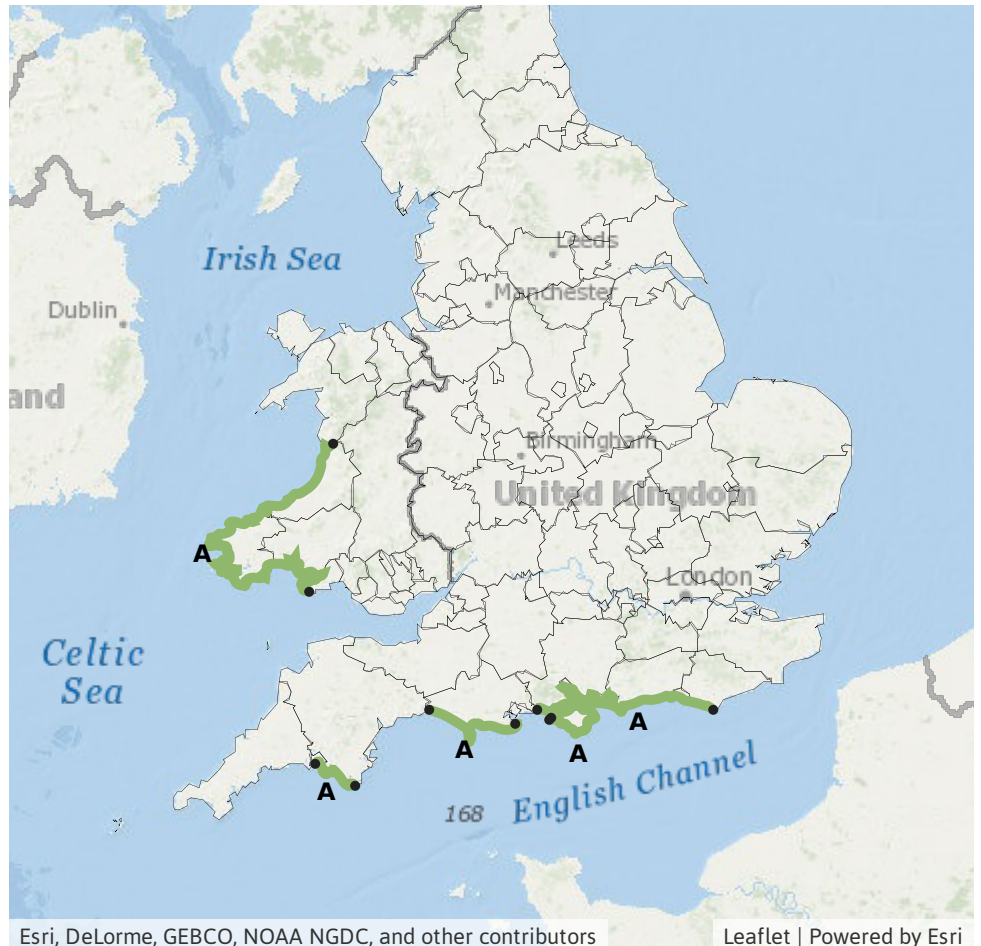 Leeds
Irish Sea
Manchester
Dublin
and
Birmingham
United Kingdom
A
London
Celtic
Sea
A
A
A
English Channel
A
168
Esri, DeLorme, GEBCO, NOAA NGDC, and other contributors
Leaflet | Powered by Esri